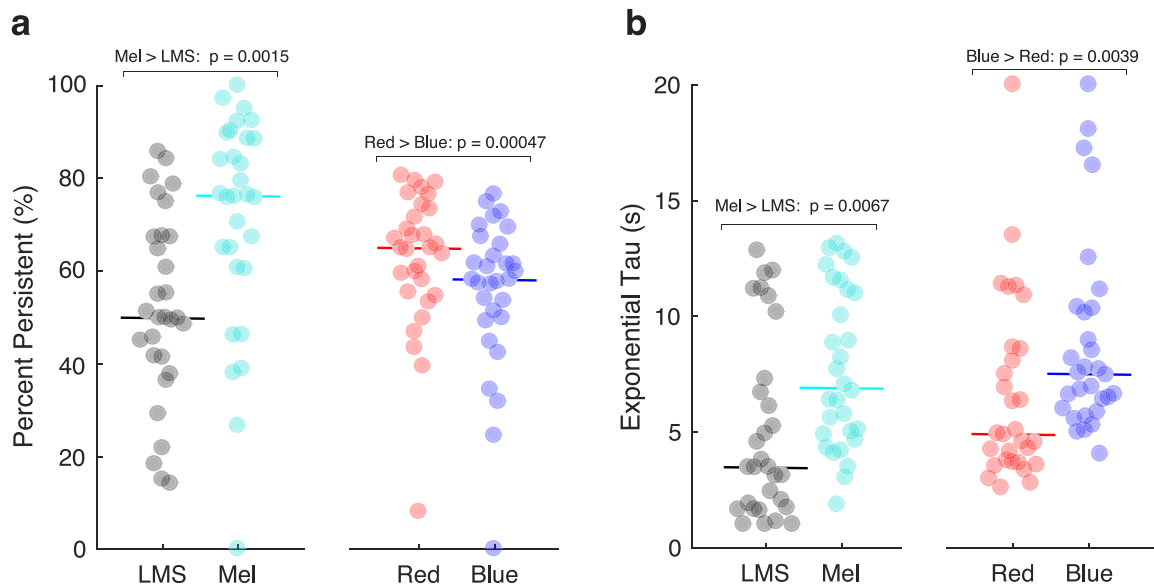 a
Mel > LMS: p = 0.0015
Red > Blue: p = 0.00047
Percent Persistent (%)
100
80
60
40
20
0
LMS
Mel
Red
Blue
b
Blue > Red: p = 0.0039
Mel > LMS: p = 0.0067
Exponential Tau (s)
20
15
10
5
0
LMS
Mel
Red
Blue